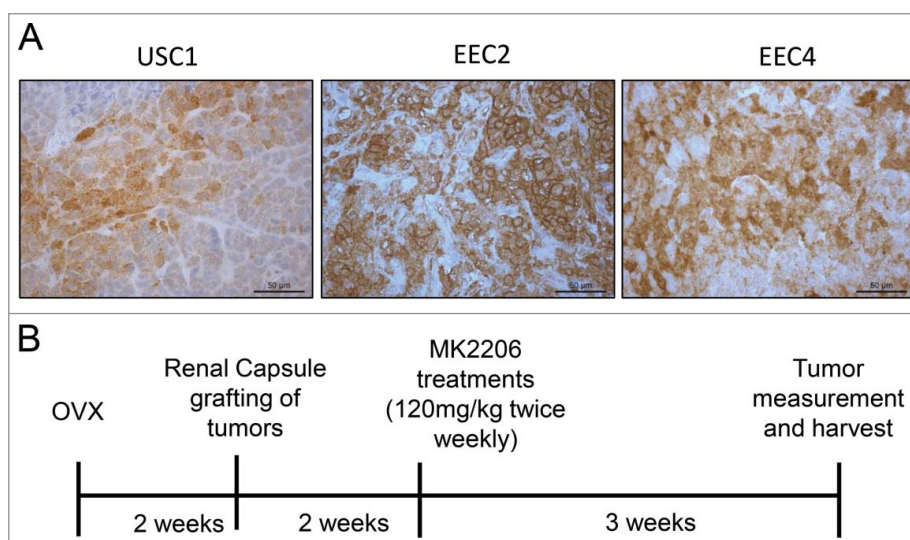 A
USC1
EEC2
EEC4
50 µm
50 µm
50 µm
B
OVX
Renal Capsule
grafting of
tumors
MK2206
treatments
(120mg/kg twice
weekly)
Tumor
measurement
and harvest
2 weeks
2 weeks
3 weeks